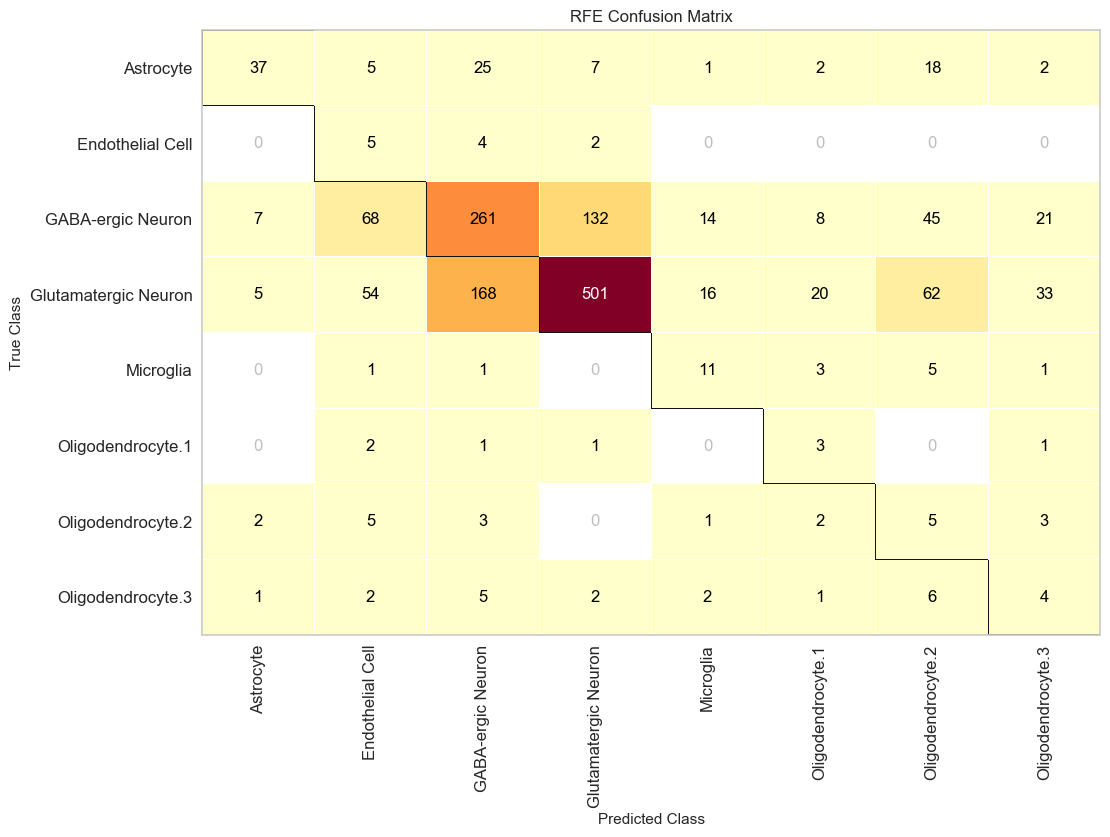 RFE Confusion Matrix
True Class
Astrocyte 37 5 25 7 1 2 18 2
Endothelial Cell 0 5 4 2 0 0 0 0
GABA-ergic Neuron 7 68 261 132 14 8 45 21
Glutamatergic Neuron 5 54 168 501 16 20 62 33
Microglia 0 1 1 0 11 3 5 1
Oligodendrocyte.1 0 2 1 1 0 3 0 1
Oligodendrocyte.2 2 5 3 0 1 2 5 3
Oligodendrocyte.3 1 2 5 2 2 1 6 4
Astrocyte
Endothelial Cell
GABA-ergic Neuron
Glutamatergic Neuron
Microglia
Oligodendrocyte.1
Oligodendrocyte.2
Oligodendrocyte.3
Predicted Class